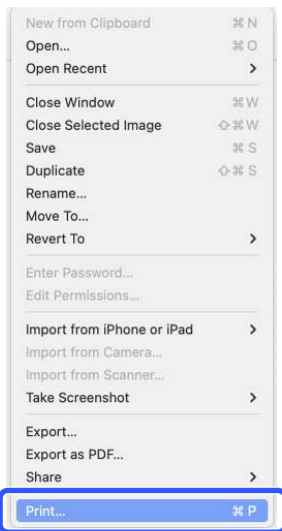 New from Clipboard ⌘ N
Open... ⌘ O
Open Recent >
Close Window ⌘ W
Close Selected Image ⇧ ⌘ W
Save ⌘ S
Duplicate ⇧ ⌘ S
Rename...
Move To...
Revert To >
Enter Password...
Edit Permissions...
Import from iPhone or iPad >
Import from Camera...
Import from Scanner...
Take Screenshot >
Export...
Export as PDF...
Share >
Print... ⌘ P